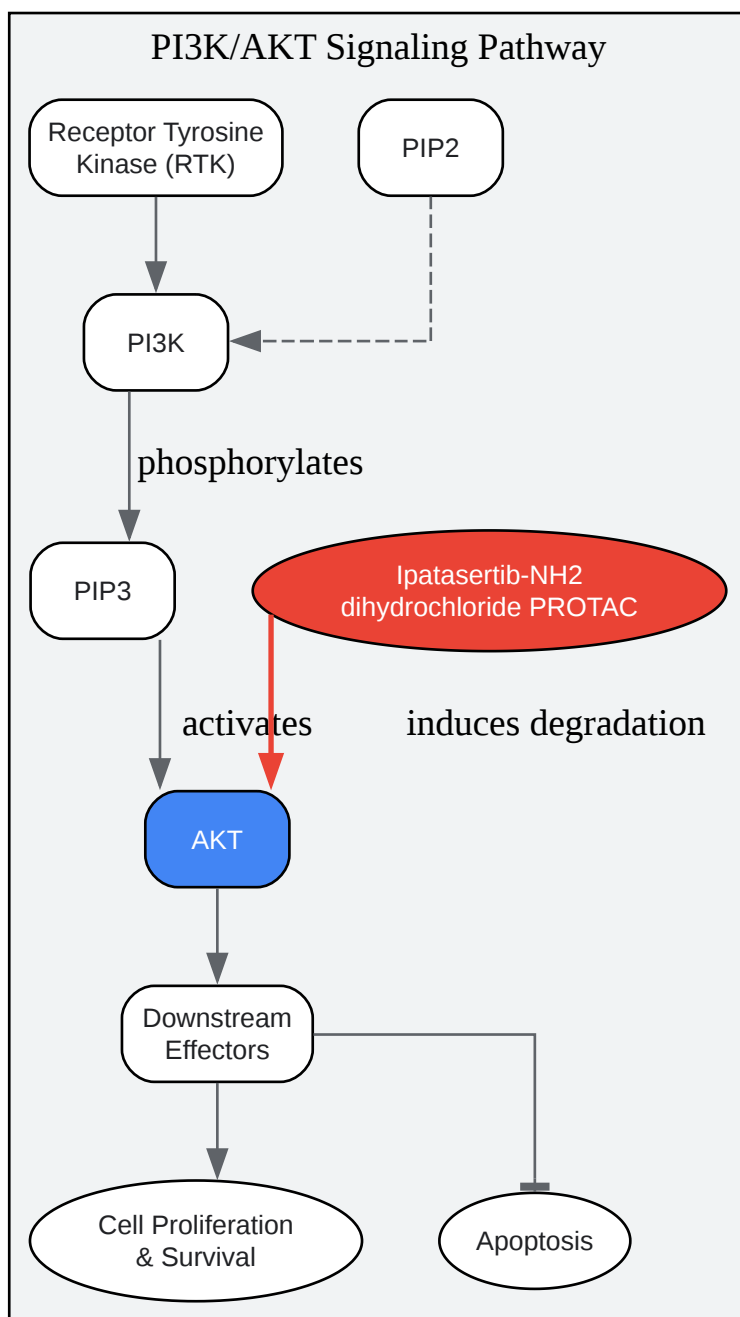 PI3K/AKT Signaling Pathway
Receptor Tyrosine
Kinase (RTK)
PIP2
PI3K
phosphorylates
PIP3
Ipatasertib-NH2
dihydrochloride PROTAC
activates
induces degradation
AKT
Downstream
Effectors
Cell Proliferation
& Survival
Apoptosis